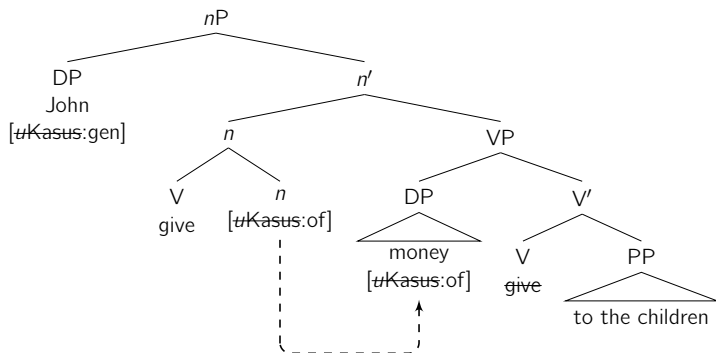 nP
DP
n′
John
[uKasus:gen]
n
VP
V
n
DP
V′
give
[uKasus:of]
money
V
PP
[uKasus:of]
give
to the children